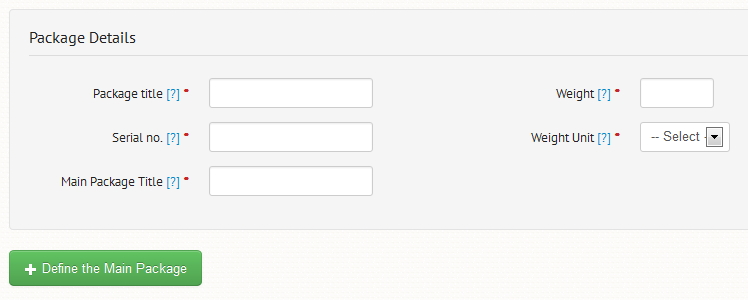 Package Details
Package title [?] *
Weight [?] *
Serial no. [?] *
Weight Unit [?] *
-- Select -
Main Package Title [?] *
+ Define the Main Package